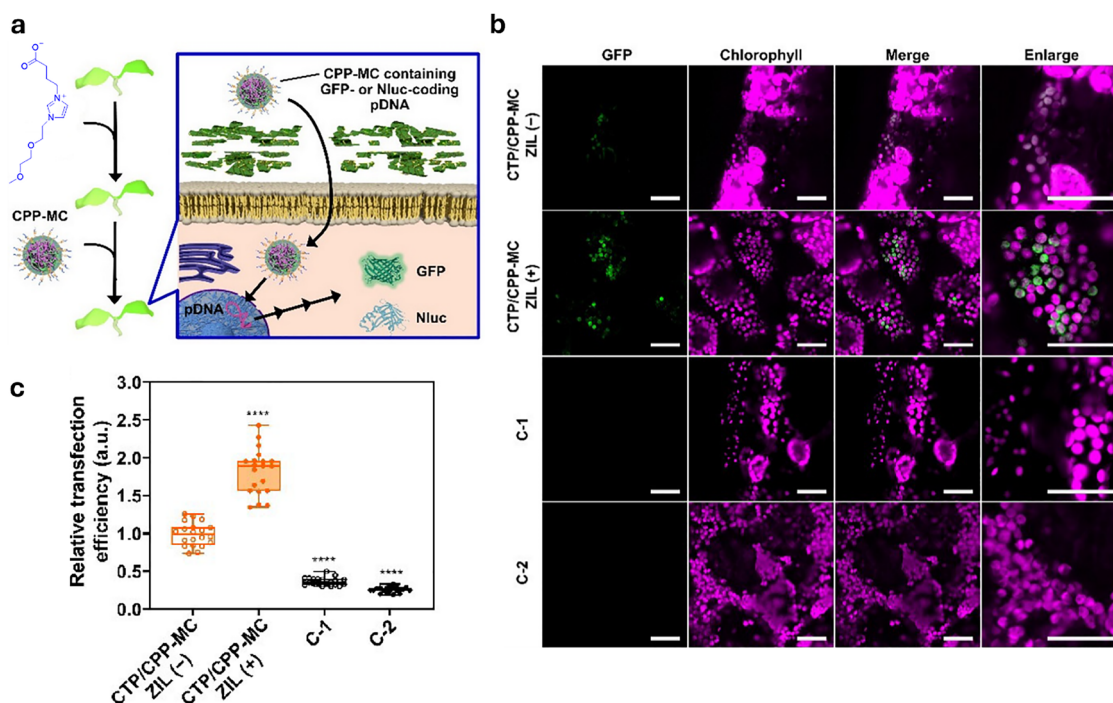 a
O⁻
O
N⁺
N
O
O
CPP-MC
CPP-MC containing
GFP- or Nluc-coding
pDNA
GFP
pDNA
Nluc
b
GFP
Chlorophyll
Merge
Enlarge
CTP/CPP-MC
ZIL (−)
CTP/CPP-MC
ZIL (+)
C-1
C-2
c
Relative transfection
efficiency (a.u.)
3.0
2.5
2.0
1.5
1.0
0.5
0.0
****
****
****
CTP/CPP-MC
ZIL (−)
CTP/CPP-MC
ZIL (+)
C-1
C-2